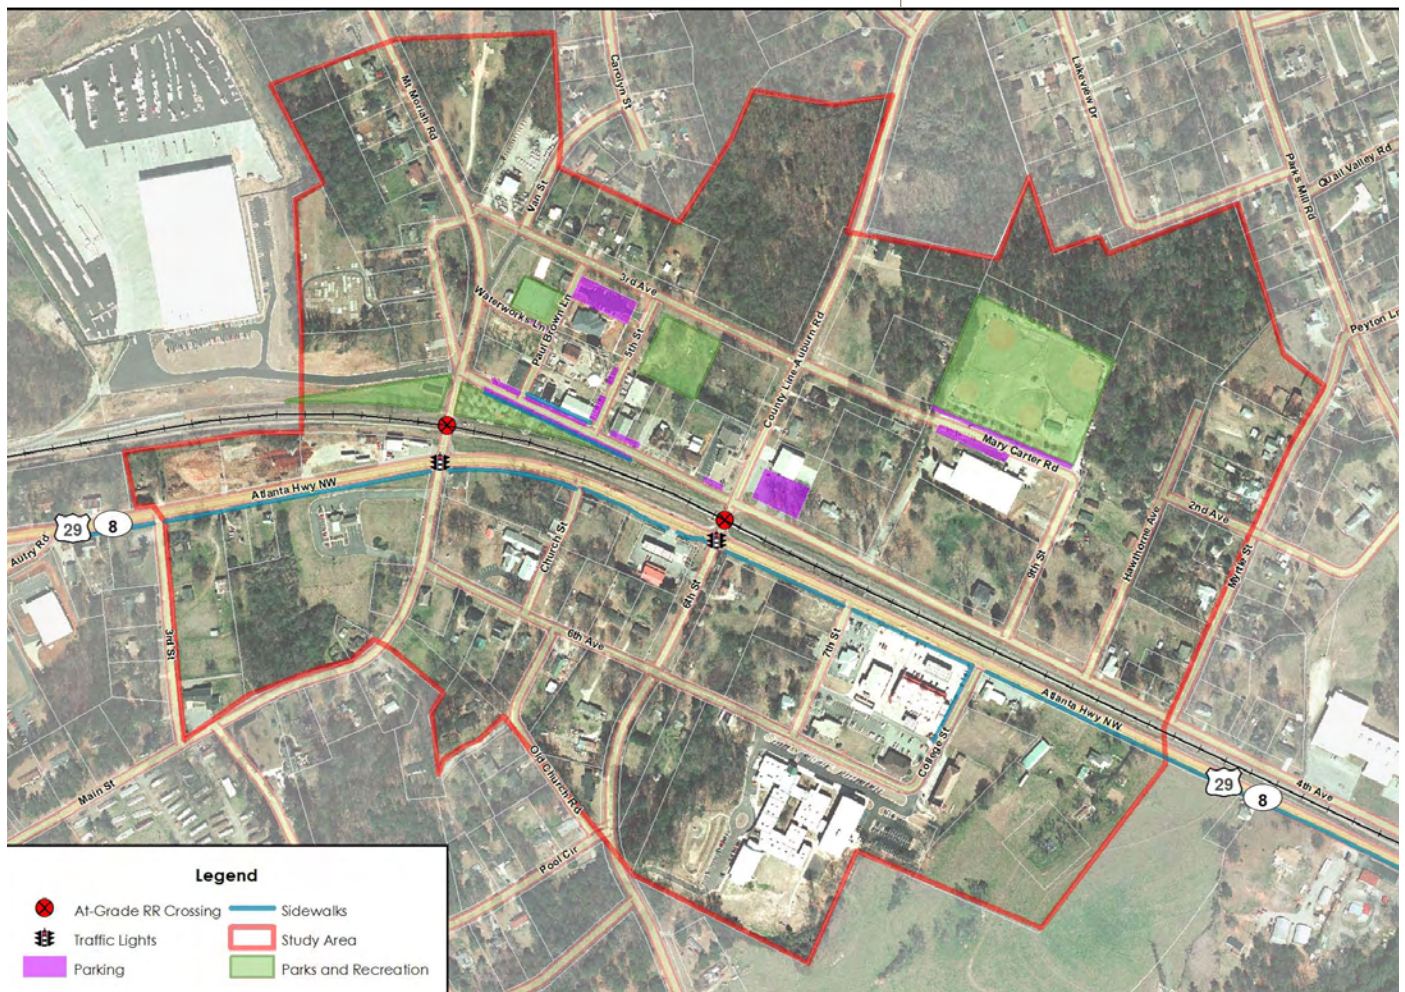 Carolyn St
Mt Moriah Rd
Lakeview Dr
Park's Mill Rd
Quail Valley Rd
Van St
3rd Ave
Waterworks Ln
Paul Brown Ln
5th St
County Line-Auburn Rd
Peyton Ln
Mary Carter Rd
Atlanta Hwy NW
29
8
Autry Rd
Church St
2nd Ave
Hawthorne Ave
9th St
Myrtle St
6th St
3rd St
6th Ave
7th St
Atlanta Hwy NW
College St
Old Church Rd
Main St
29
8
4th Ave
Pool Cir
Legend
At-Grade RR Crossing
Sidewalks
Traffic Lights
Study Area
Parking
Parks and Recreation